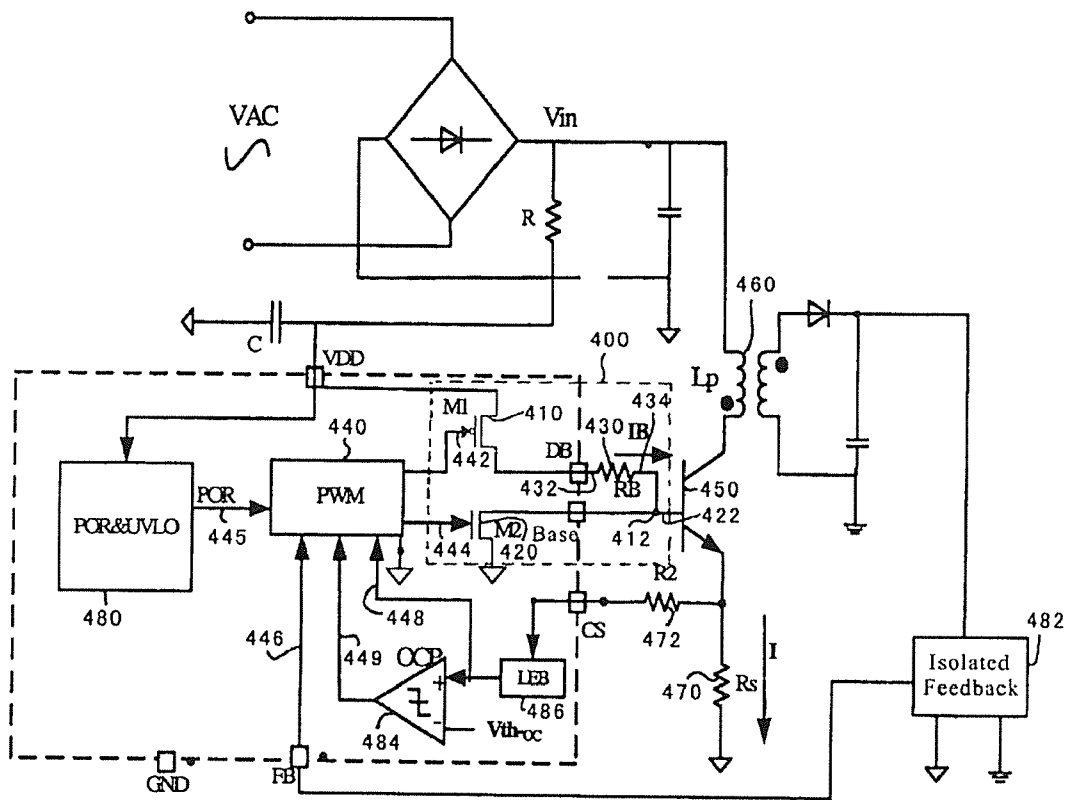 VAC
Vin
R
460
C
VDD
400
Lp
M1
410
434
430
IB
440
442
DB
432
RB
450
POR&UVLO
POR
445
PWM
444
M2
420
Base
412
422
480
448
R2
472
CS
446
449
OCP
LEB
486
470
Rs
I
482
Isolated
Feedback
+
-
484
Vth-oc
GND
FB